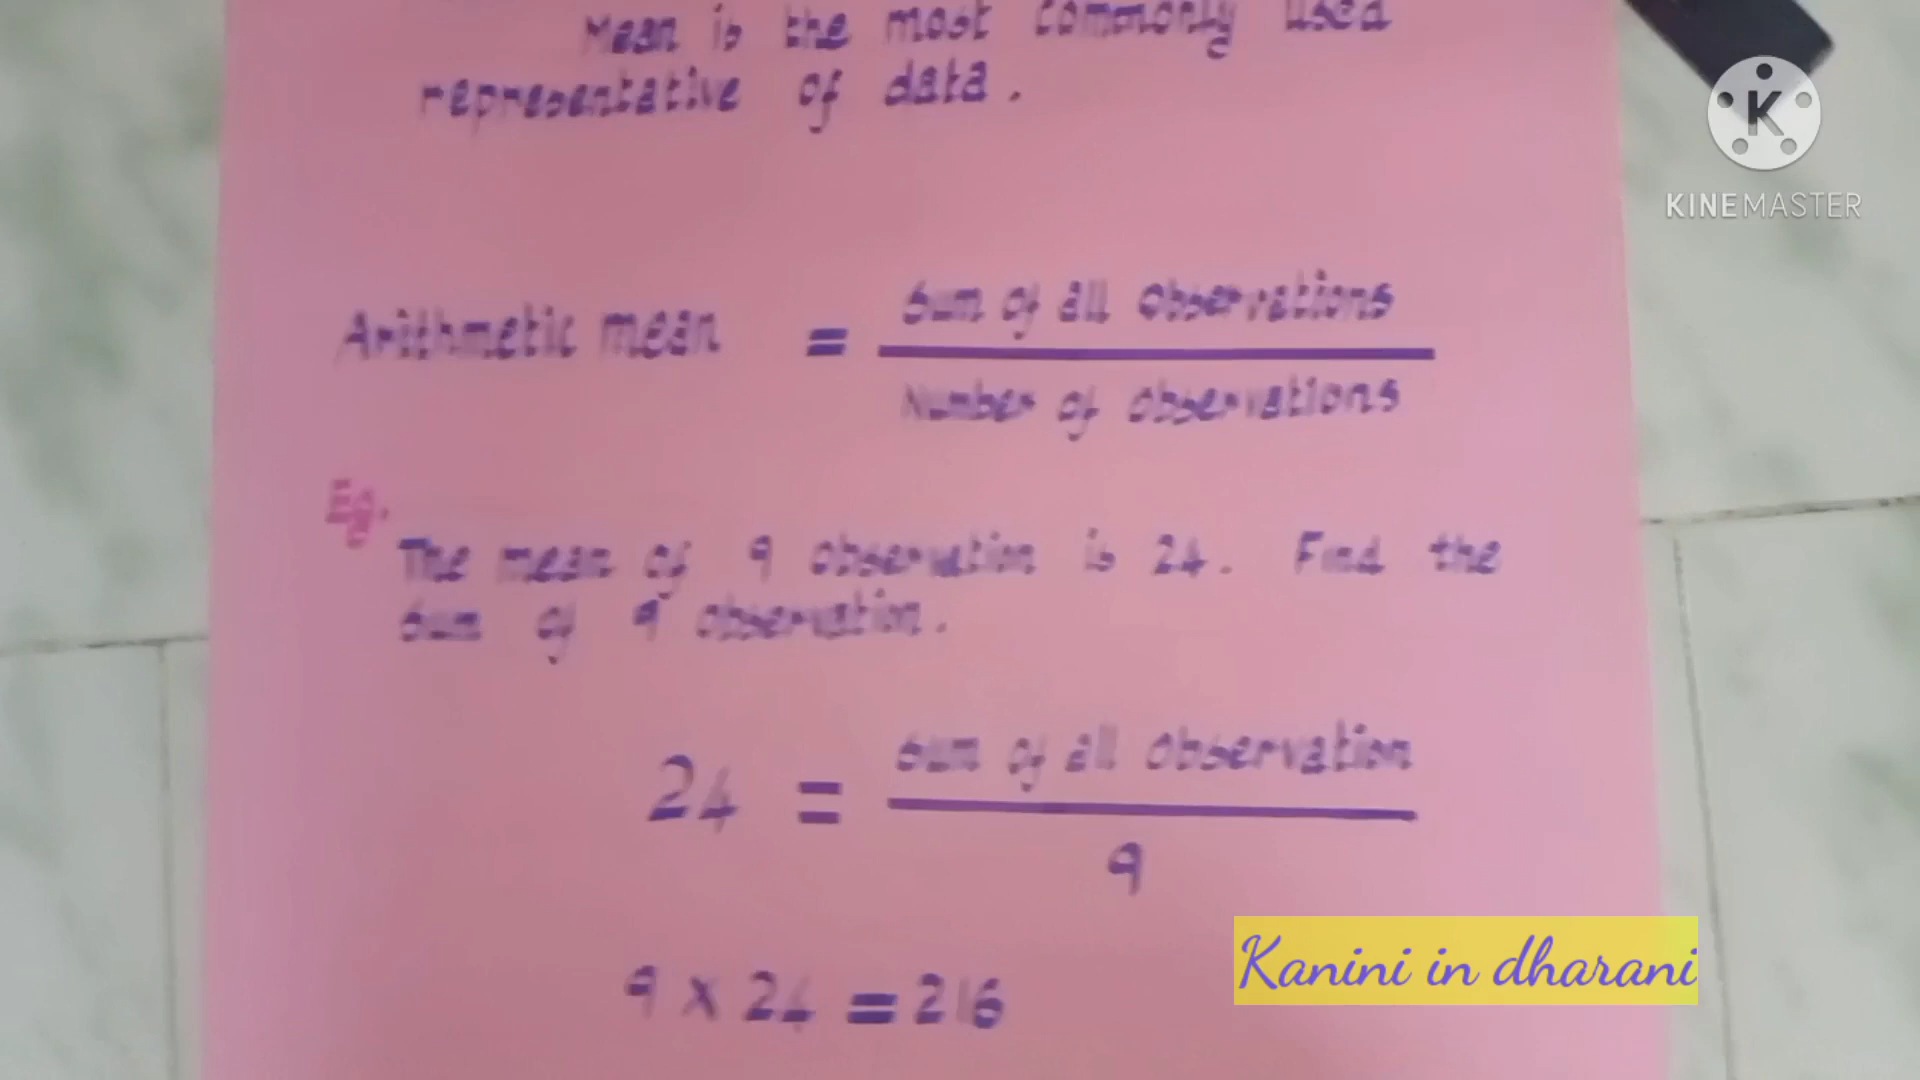 Mean is the most commonly used
representative of data.
K
KINEMASTER
Arithmetic mean = Sum of all observations
Number of observations
Eg.
The mean of 9 observation is 24. Find the
sum of 9 observation.
24 = Sum of all observation
9
9 x 24 = 216
Kanini in dharani